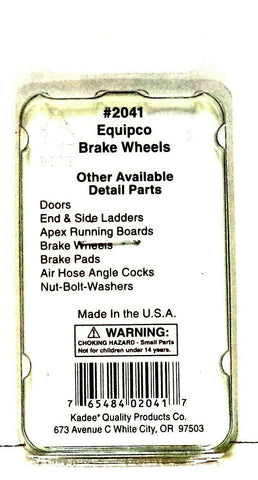 #2041
Equipco
Brake Wheels
Other Available
Detail Parts
Doors
End & Side Ladders
Apex Running Boards
Brake Wheels
Brake Pads
Air Hose Angle Cocks
Nut-Bolt-Washers
Made In the U.S.A.
⚠ WARNING:
CHOKING HAZARD - Small Parts
Not for children under 14 years.
7 65484 02041 7
Kadee® Quality Products Co.
673 Avenue C White City, OR 97503